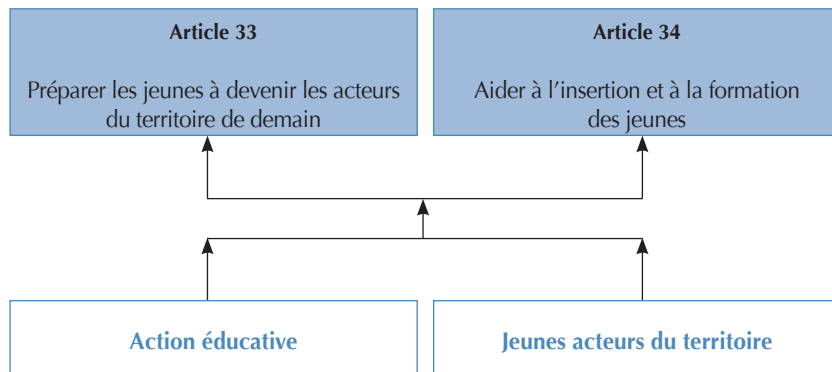 Article 33
Préparer les jeunes à devenir les acteurs
du territoire de demain
Article 34
Aider à l’insertion et à la formation
des jeunes
Action éducative
Jeunes acteurs du territoire